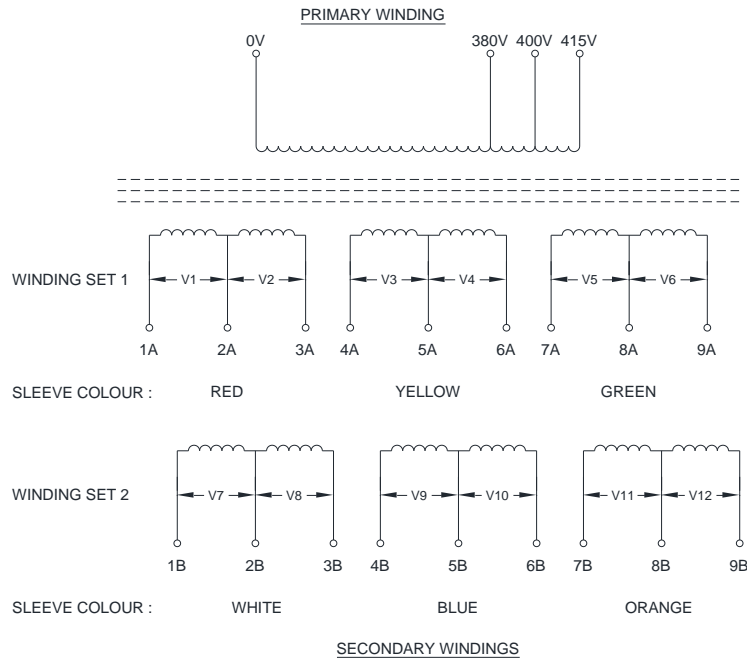 PRIMARY WINDING
0V 380V 400V 415V
WINDING SET 1 V1 V2 V3 V4 V5 V6
1A 2A 3A 4A 5A 6A 7A 8A 9A
SLEEVE COLOUR : RED YELLOW GREEN
WINDING SET 2 V7 V8 V9 V10 V11 V12
1B 2B 3B 4B 5B 6B 7B 8B 9B
SLEEVE COLOUR : WHITE BLUE ORANGE
SECONDARY WINDINGS